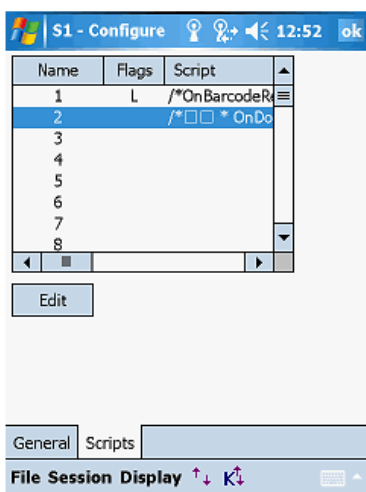 S1 - Configure 12:52 ok
Name Flags Script
1 L /*OnBarcodeRe
2 /*□□ * OnDo
3
4
5
6
7
8
Edit
General Scripts
File Session Display K